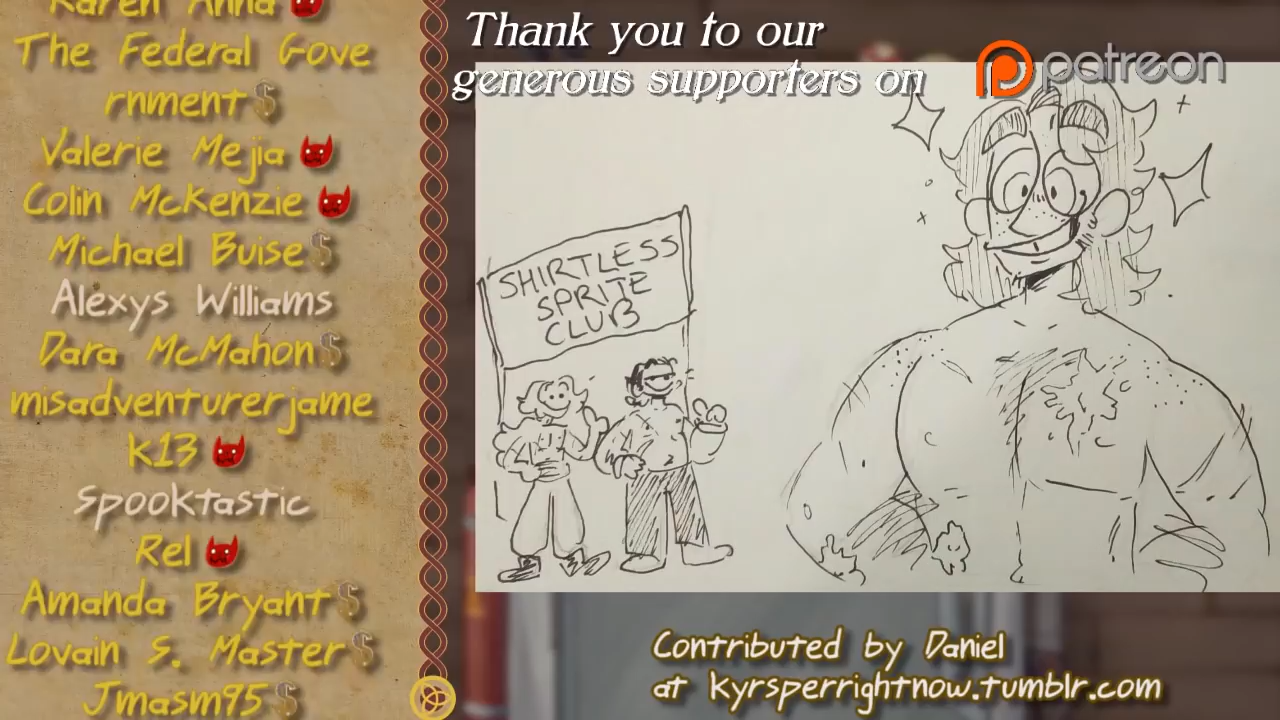 Karen Anna
The Federal Gove
rnment
Valerie Mejia
Colin McKenzie
Michael Buise
Alexys Williams
Dara McMahon
misadventurerjame
k13
Spooktastic
Rel
Amanda Bryant
Lovain S. Master
Jmasm95
Thank you to our
generous supporters on
patreon
SHIRTLESS
SPRITE
CLUB
Contributed by Daniel
at kyrsperrightnow.tumblr.com